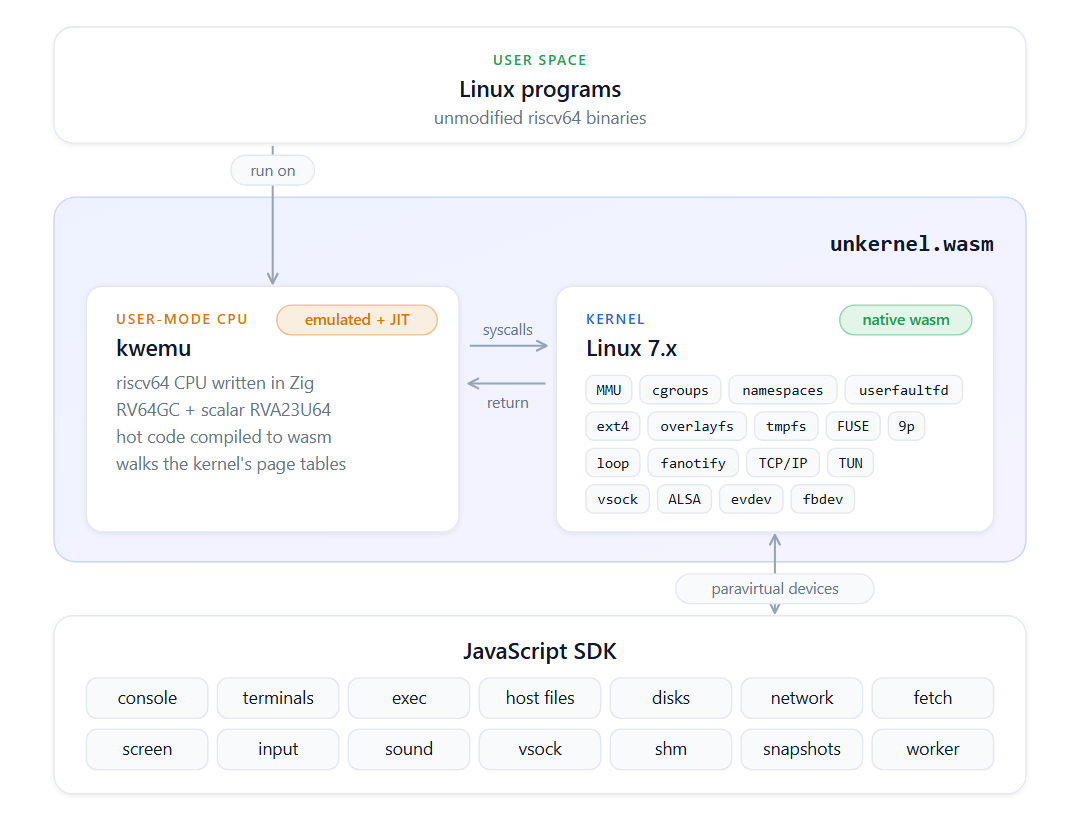 USER SPACE
Linux programs
unmodified riscv64 binaries
run on
unkernel.wasm
USER-MODE CPU
emulated + JIT
kwemu
riscv64 CPU written in Zig
RV64GC + scalar RVA23U64
hot code compiled to wasm
walks the kernel's page tables
syscalls
return
KERNEL
native wasm
Linux 7.x
MMU cgroups namespaces userfaultfd
ext4 overlayfs tmpfs FUSE 9p
loop fanotify TCP/IP TUN
vsock ALSA evdev fbdev
paravirtual devices
JavaScript SDK
console terminals exec host files disks network fetch
screen input sound vsock shm snapshots worker